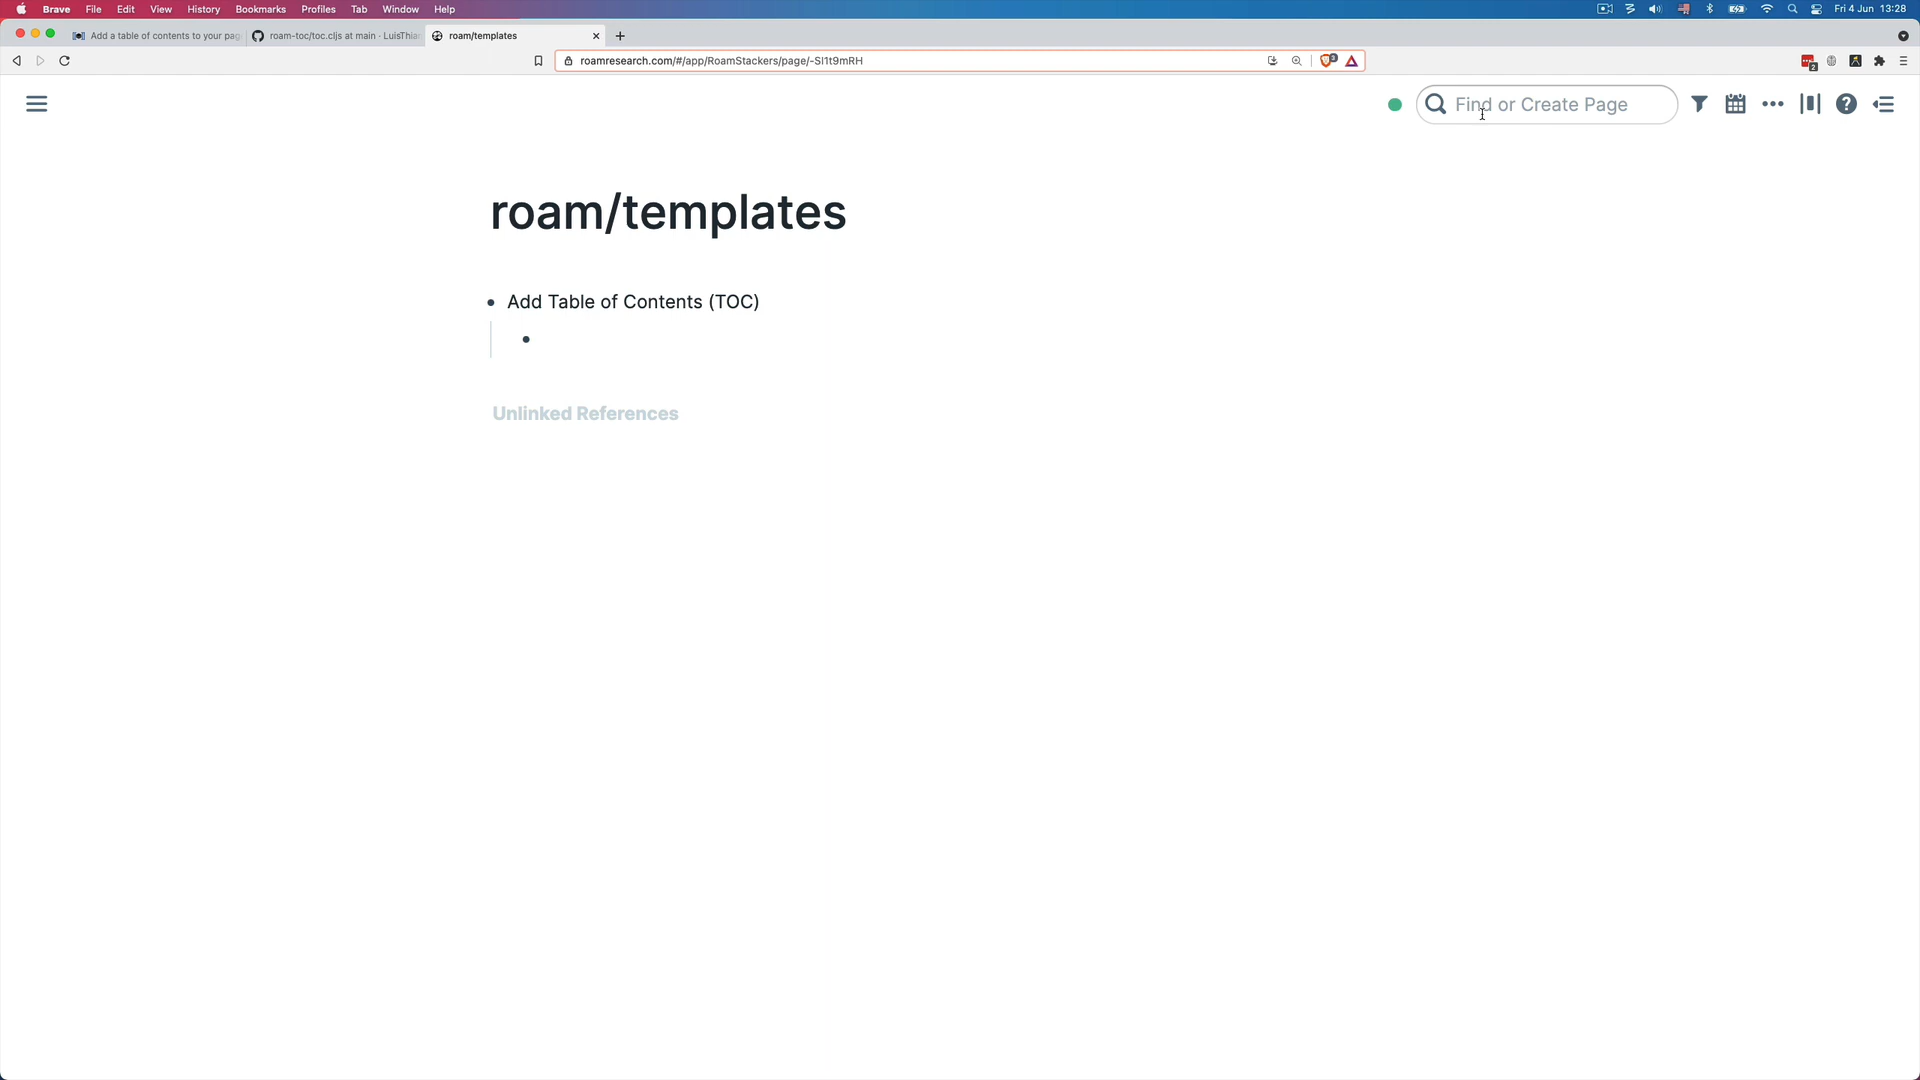 Brave File Edit View History Bookmarks Profiles Tab Window Help Fri 4 Jun 13:28
Add a table of contents to your pag roam-toc/toc.cljs at main · LuisThia roam/templates
roamresearch.com/#/app/RoamStackers/page/-Sl1t9mRH 3 2
Find or Create Page
roam/templates
Add Table of Contents (TOC)
Unlinked References